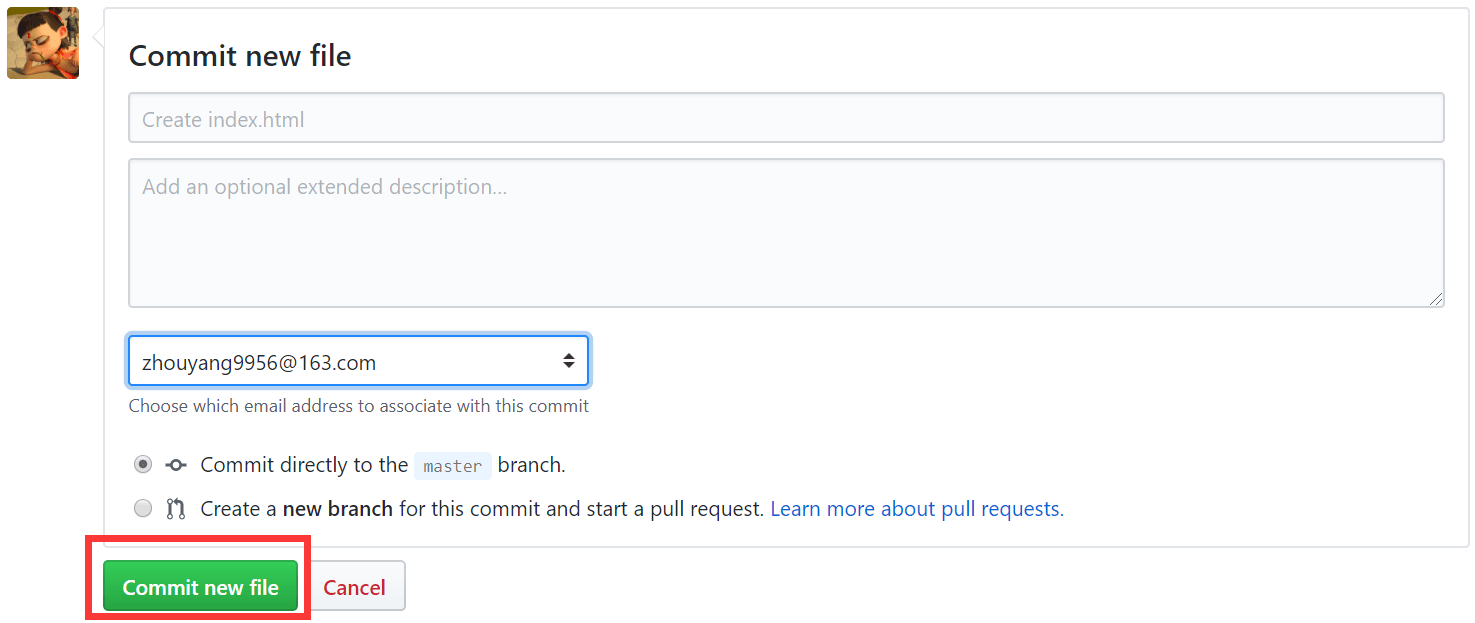 Commit new file
Create index.html
Add an optional extended description...
zhouyang9956@163.com
Choose which email address to associate with this commit
Commit directly to the master branch.
Create a new branch for this commit and start a pull request. Learn more about pull requests.
Commit new file Cancel